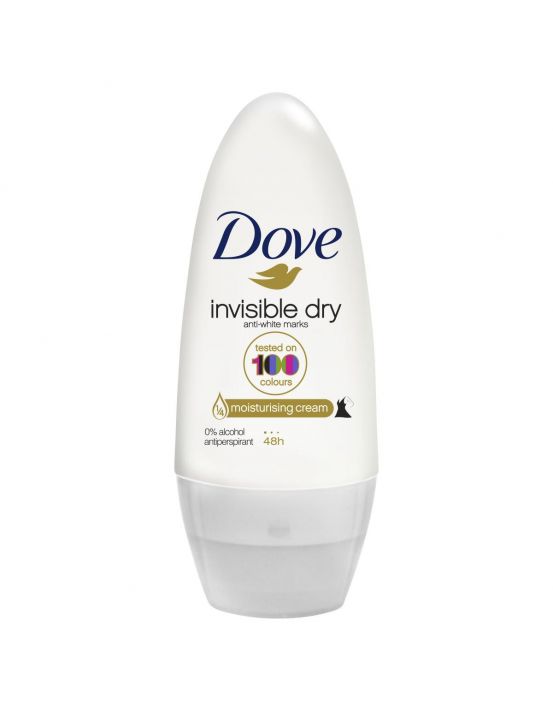 Dove
invisible dry
anti-white marks
tested on
100
colours
¼ moisturising cream
0% alcohol
antiperspirant
48h